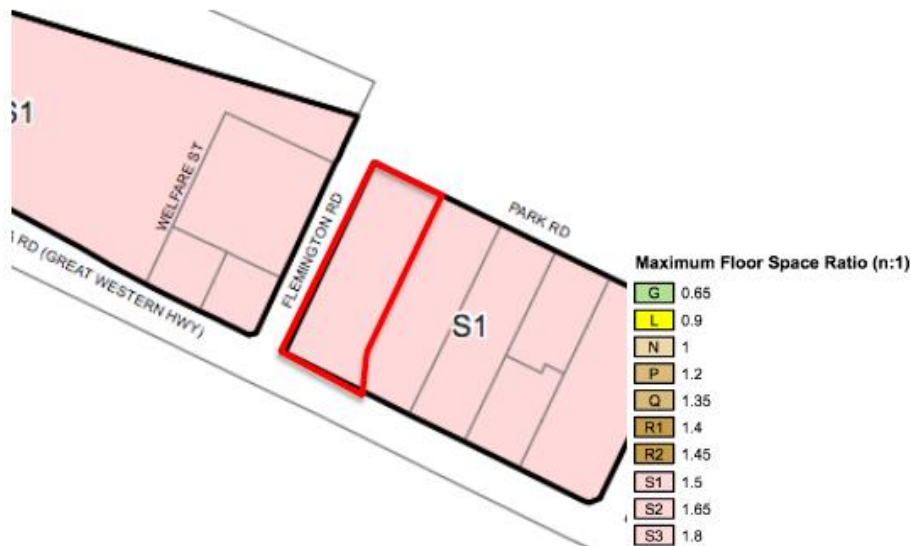 S1
WELFARE ST
FLEMINGTON RD
PARK RD
RD (GREAT WESTERN HWY)
S1
Maximum Floor Space Ratio (n:1)
G 0.65
L 0.9
N 1
P 1.2
Q 1.35
R1 1.4
R2 1.45
S1 1.5
S2 1.65
S3 1.8